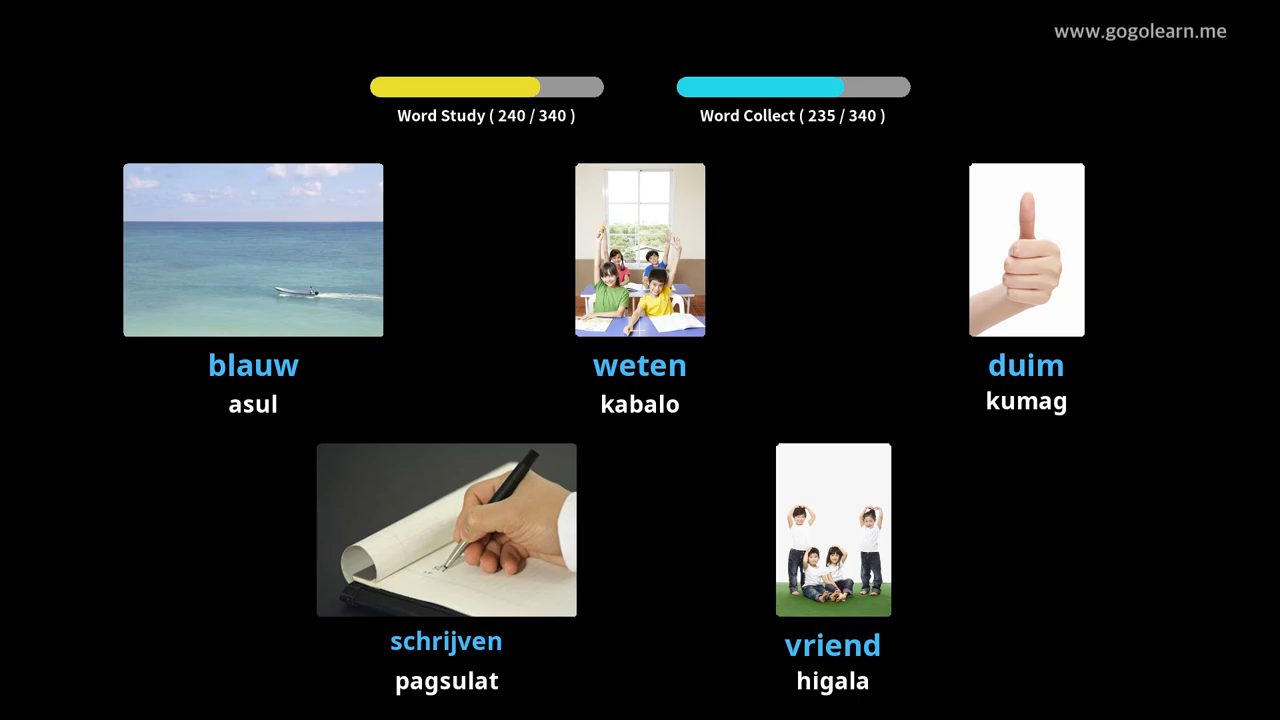 www.gogolearn.me
Word Study ( 240 / 340 )
Word Collect ( 235 / 340 )
blauw
asul
weten
kabalo
duim
kumag
schrijven
pagsulat
vriend
higala